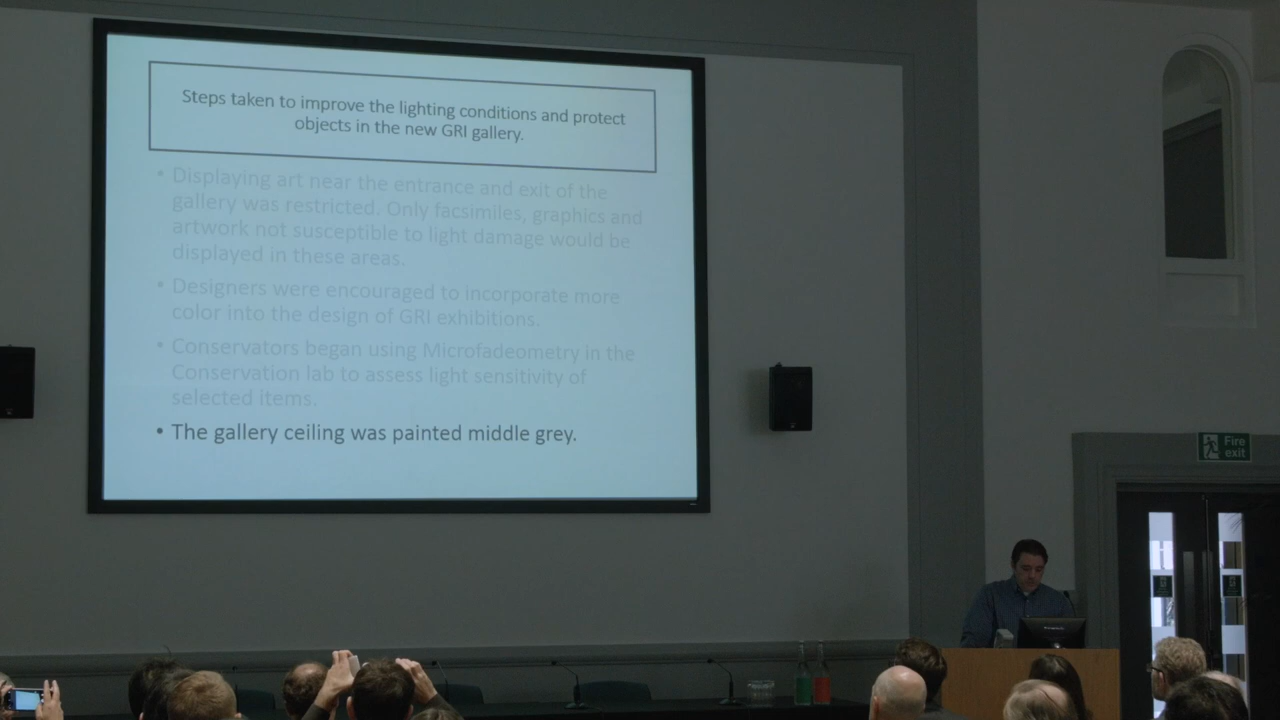 Steps taken to improve the lighting conditions and protect
objects in the new GRI gallery.
• Displaying art near the entrance and exit of the
gallery was restricted. Only facsimiles, graphics and
artwork not susceptible to light damage would be
displayed in these areas.
• Designers were encouraged to incorporate more
color into the design of GRI exhibitions.
• Conservators began using Microfadeometry in the
Conservation lab to assess light sensitivity of
selected items.
• The gallery ceiling was painted middle grey.
Fire
exit